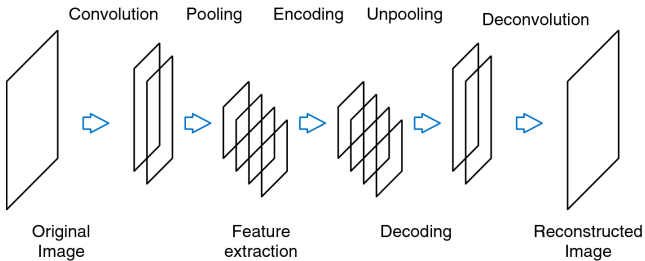 Convolution
Pooling
Encoding
Unpooling
Deconvolution
Original
Image
Feature
extraction
Decoding
Reconstructed
Image